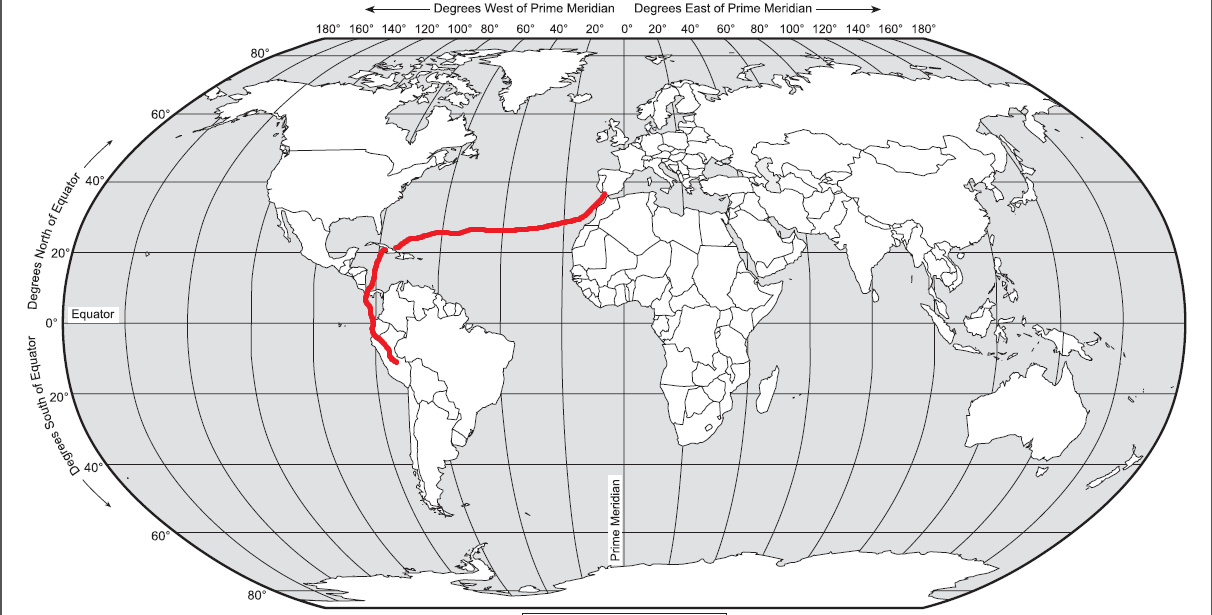 Degrees West of Prime Meridian Degrees East of Prime Meridian
180° 160° 140° 120° 100° 80° 60° 40° 20° 0° 20° 40° 60° 80° 100° 120° 140° 160° 180°
80°
60°
40°
20°
0°
20°
40°
60°
80°
Degrees North of Equator
Equator
Degrees South of Equator
Prime Meridian